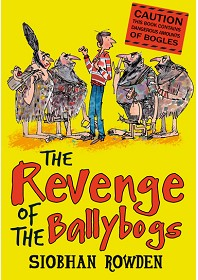 CAUTION
THIS BOOK CONTAINS
DANGEROUS AMOUNTS
OF BOGLES
THE
REVENGE
OF THE
BALLYBOGS
SIOBHAN ROWDEN